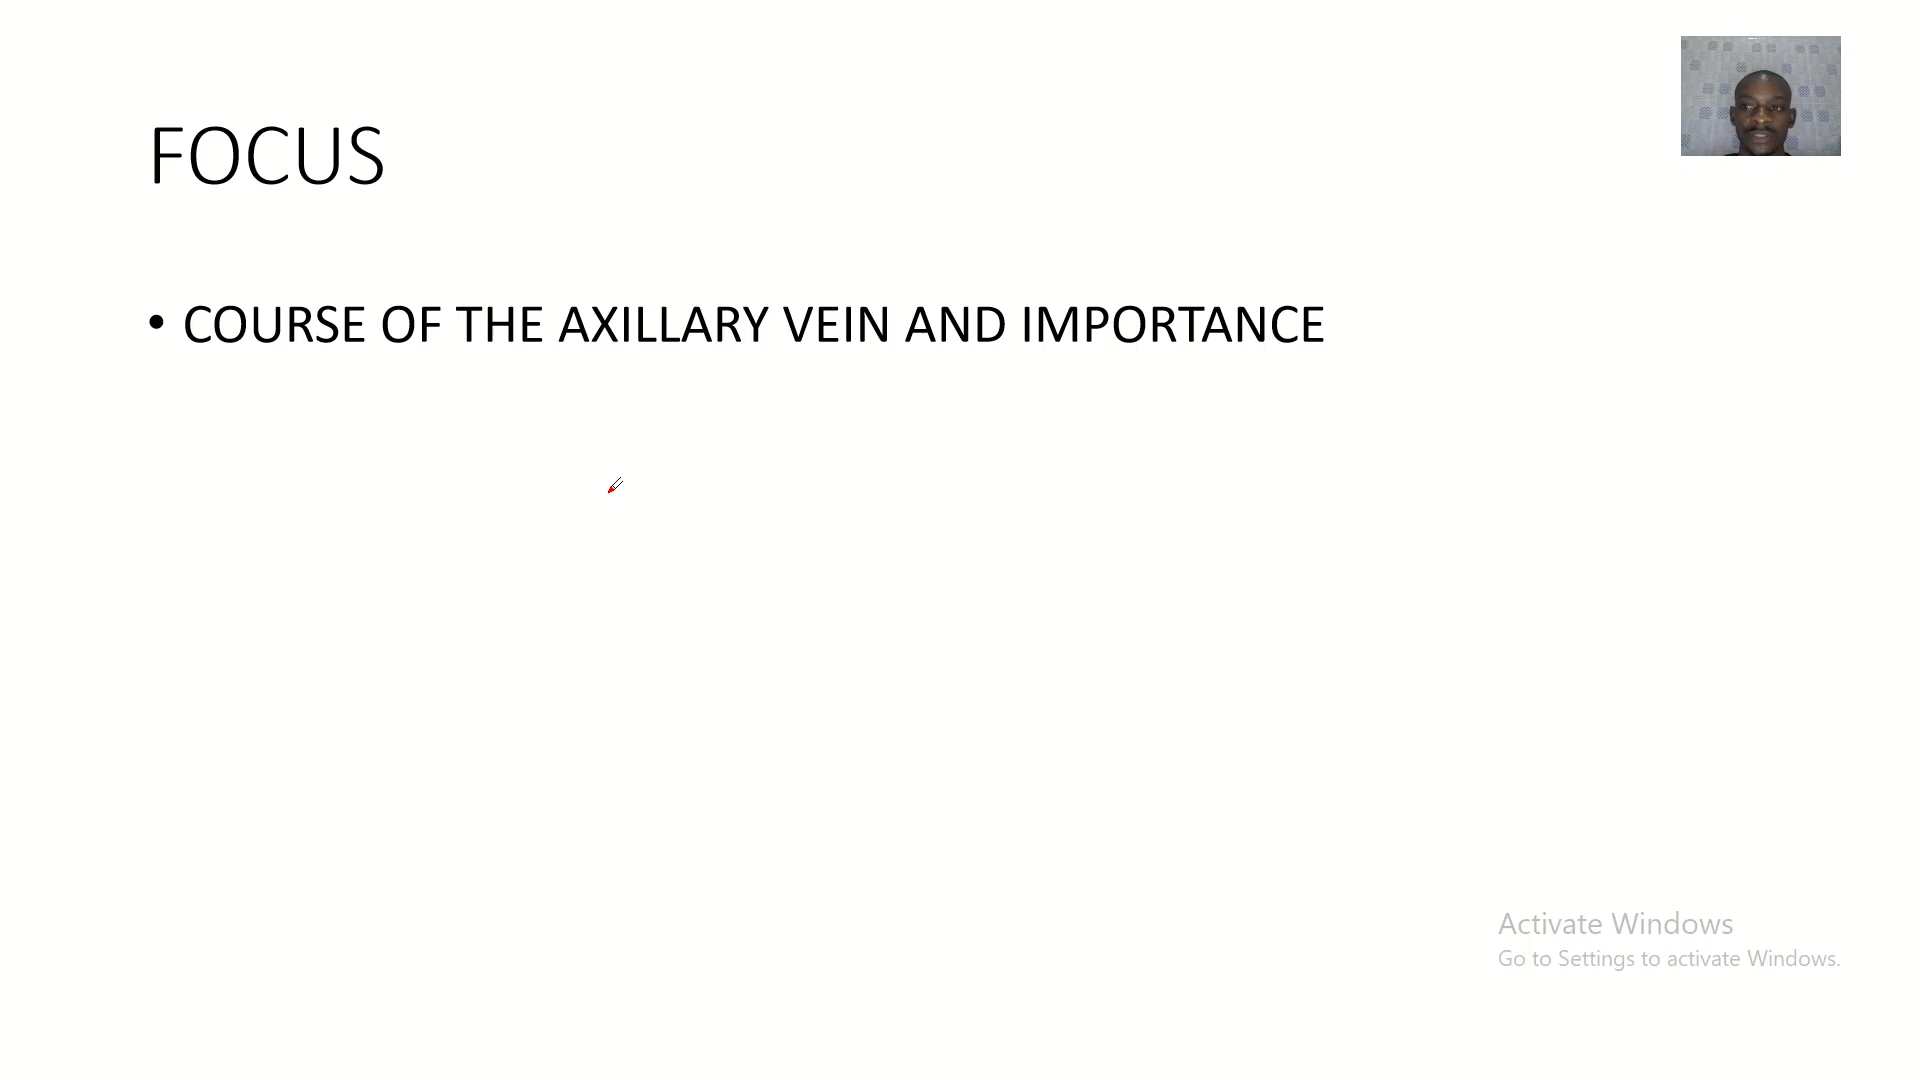 FOCUS
• COURSE OF THE AXILLARY VEIN AND IMPORTANCE
Activate Windows
Go to Settings to activate Windows.